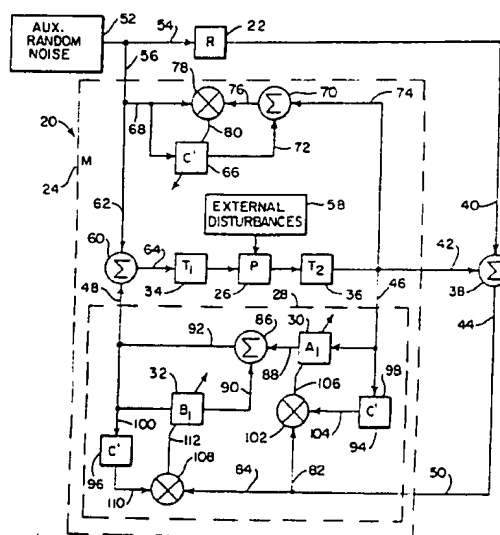 52
AUX.
RANDOM
NOISE
54
R
22
56
78
76
Σ
70
74
20
68
80
72
M
24
C'
66
EXTERNAL
DISTURBANCES
58
40
62
60
Σ
64
T₁
P
T₂
42
Σ
48
34
26
28
36
46
38
44
92
86
Σ
88
30
A₁
106
98
32
90
B₁
102
104
C'
94
100
112
108
C'
96
110
84
82
50